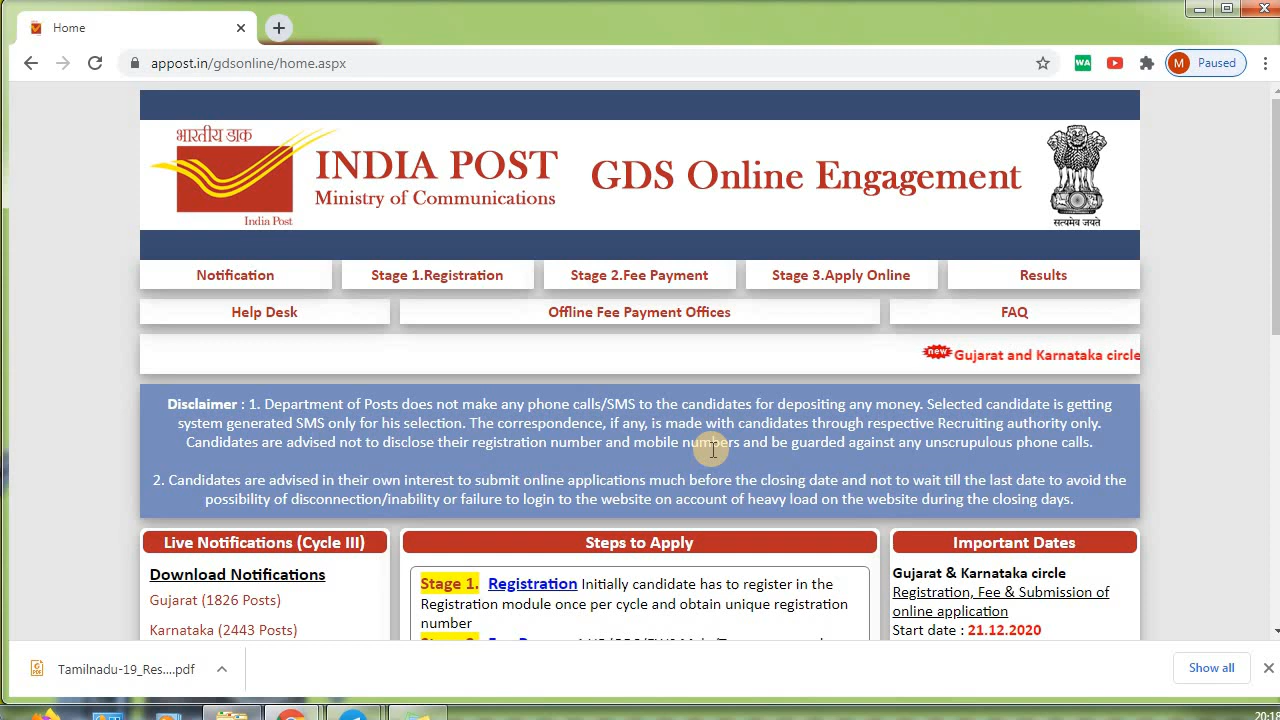 Home
appost.in/gdsonline/home.aspx
WA
M Paused
भारतीय डाक
India Post
INDIA POST
Ministry of Communications
GDS Online Engagement
सत्यमेव जयते
Notification
Stage 1.Registration
Stage 2.Fee Payment
Stage 3.Apply Online
Results
Help Desk
Offline Fee Payment Offices
FAQ
new Gujarat and Karnataka circle
Disclaimer : 1. Department of Posts does not make any phone calls/SMS to the candidates for depositing any money. Selected candidate is getting
system generated SMS only for his selection. The correspondence, if any, is made with candidates through respective Recruiting authority only.
Candidates are advised not to disclose their registration number and mobile numbers and be guarded against any unscrupulous phone calls.
2. Candidates are advised in their own interest to submit online applications much before the closing date and not to wait till the last date to avoid the
possibility of disconnection/inability or failure to login to the website on account of heavy load on the website during the closing days.
Live Notifications (Cycle III)
Download Notifications
Gujarat (1826 Posts)
Karnataka (2443 Posts)
Steps to Apply
Stage 1. Registration Initially candidate has to register in the
Registration module once per cycle and obtain unique registration
number
Important Dates
Gujarat & Karnataka circle
Registration, Fee & Submission of
online application
Start date : 21.12.2020
Tamilnadu-19_Res....pdf
Show all